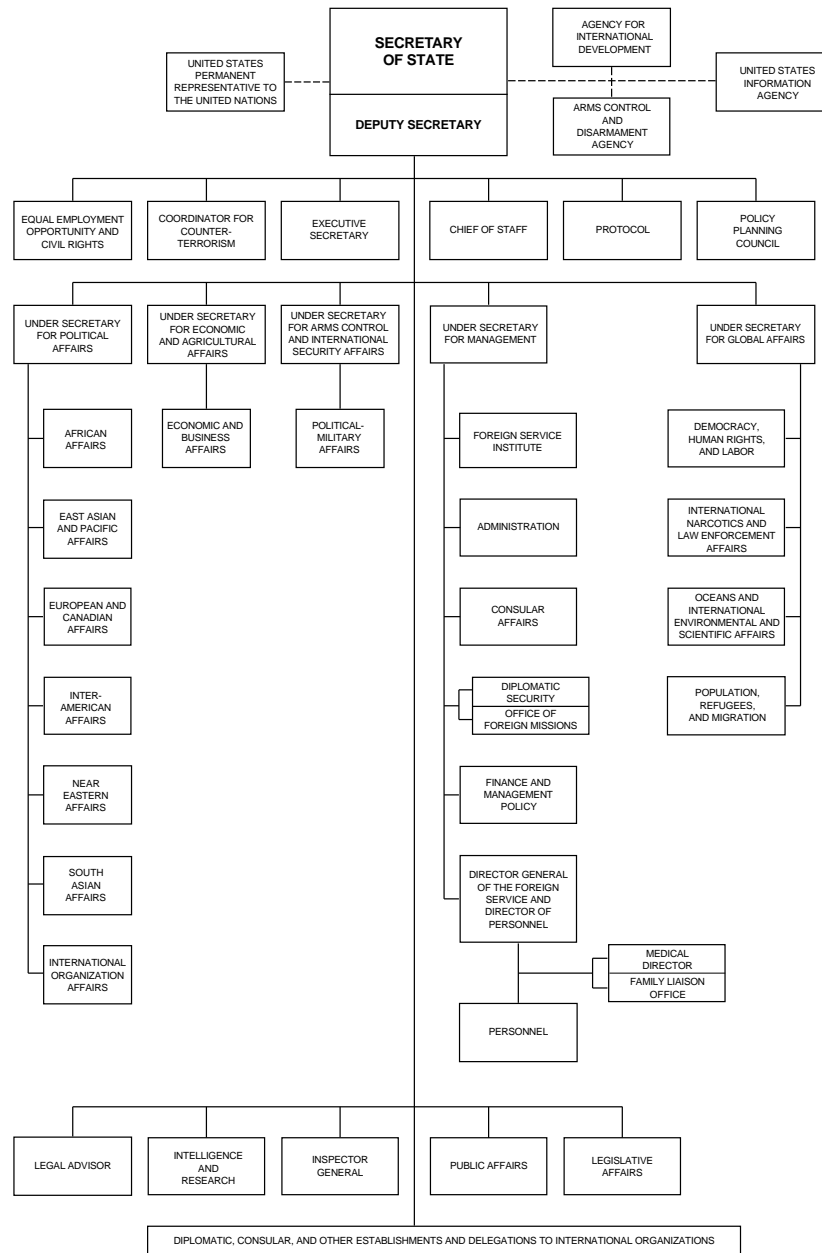 SECRETARY
OF STATE
DEPUTY SECRETARY
UNITED STATES
PERMANENT
REPRESENTATIVE TO
THE UNITED NATIONS
AGENCY FOR
INTERNATIONAL
DEVELOPMENT
UNITED STATES
INFORMATION
AGENCY
ARMS CONTROL
AND
DISARMAMENT
AGENCY
EQUAL EMPLOYMENT
OPPORTUNITY AND
CIVIL RIGHTS
COORDINATOR FOR
COUNTER-
TERRORISM
EXECUTIVE
SECRETARY
CHIEF OF STAFF
PROTOCOL
POLICY
PLANNING
COUNCIL
UNDER SECRETARY
FOR POLITICAL
AFFAIRS
UNDER SECRETARY
FOR ECONOMIC
AND AGRICULTURAL
AFFAIRS
UNDER SECRETARY
FOR ARMS CONTROL
AND INTERNATIONAL
SECURITY AFFAIRS
UNDER SECRETARY
FOR MANAGEMENT
UNDER SECRETARY
FOR GLOBAL AFFAIRS
AFRICAN
AFFAIRS
EAST ASIAN
AND PACIFIC
AFFAIRS
EUROPEAN AND
CANADIAN
AFFAIRS
INTER-
AMERICAN
AFFAIRS
NEAR
EASTERN
AFFAIRS
SOUTH
ASIAN
AFFAIRS
INTERNATIONAL
ORGANIZATION
AFFAIRS
ECONOMIC AND
BUSINESS
AFFAIRS
POLITICAL-
MILITARY
AFFAIRS
FOREIGN SERVICE
INSTITUTE
ADMINISTRATION
CONSULAR
AFFAIRS
DIPLOMATIC
SECURITY
OFFICE OF
FOREIGN MISSIONS
FINANCE AND
MANAGEMENT
POLICY
DIRECTOR GENERAL
OF THE FOREIGN
SERVICE AND
DIRECTOR OF
PERSONNEL
MEDICAL
DIRECTOR
FAMILY LIAISON
OFFICE
PERSONNEL
DEMOCRACY,
HUMAN RIGHTS,
AND LABOR
INTERNATIONAL
NARCOTICS AND
LAW ENFORCEMENT
AFFAIRS
OCEANS AND
INTERNATIONAL
ENVIRONMENTAL AND
SCIENTIFIC AFFAIRS
POPULATION,
REFUGEES,
AND MIGRATION
LEGAL ADVISOR
INTELLIGENCE
AND
RESEARCH
INSPECTOR
GENERAL
PUBLIC AFFAIRS
LEGISLATIVE
AFFAIRS
DIPLOMATIC, CONSULAR, AND OTHER ESTABLISHMENTS AND DELEGATIONS TO INTERNATIONAL ORGANIZATIONS